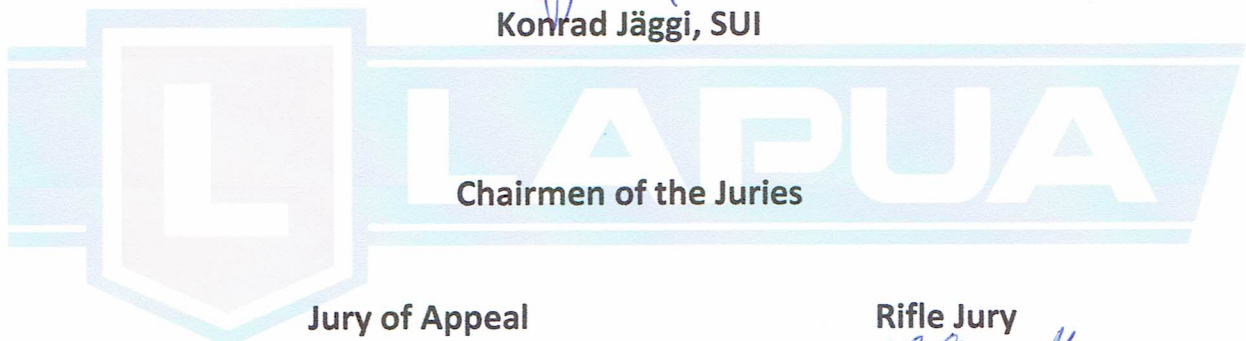 Konrad Jäggi, SUI
L LAPUA
Chairmen of the Juries
Jury of Appeal Rifle Jury